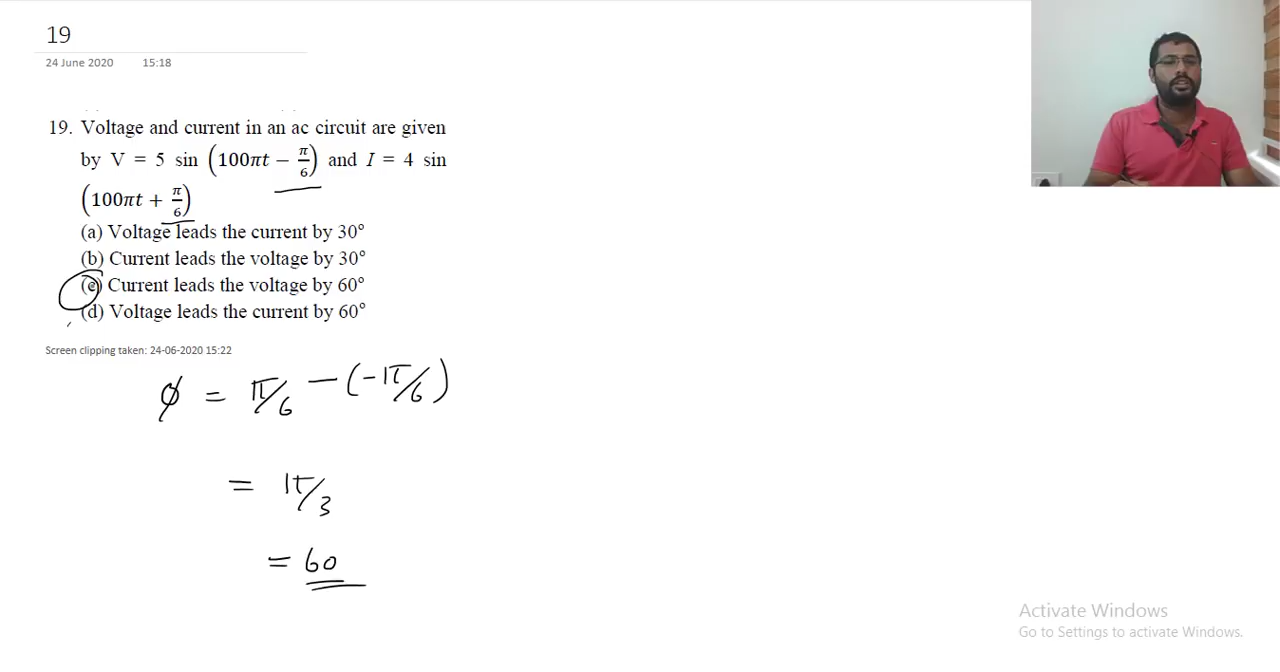 19
24 June 2020 15:18
19. Voltage and current in an ac circuit are given
by V = 5 sin (100πt − π/6) and I = 4 sin
(100πt + π/6)
(a) Voltage leads the current by 30°
(b) Current leads the voltage by 30°
(c) Current leads the voltage by 60°
(d) Voltage leads the current by 60°
Screen clipping taken: 24-06-2020 15:22
φ = π/6 − (−π/6)
= π/3
= 60
Activate Windows
Go to Settings to activate Windows.